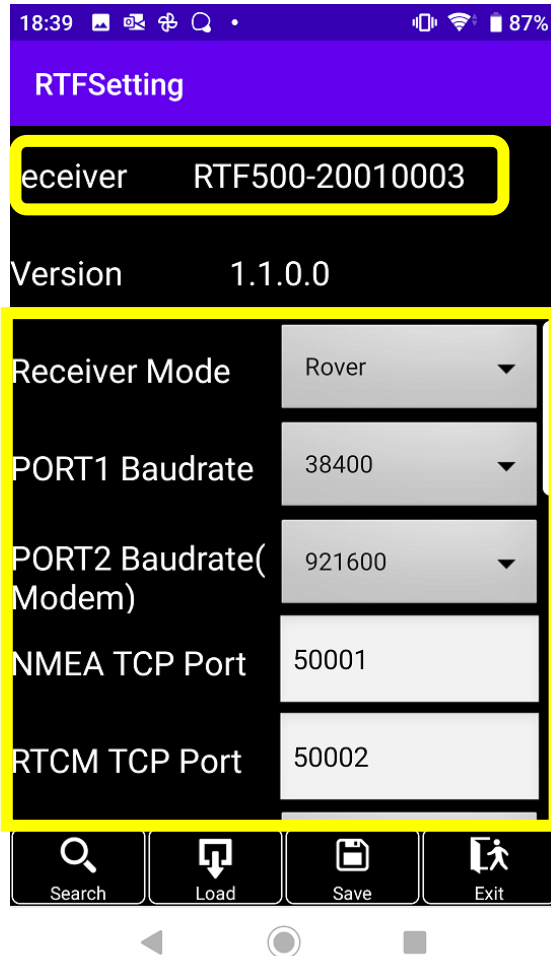 18:39 87%
RTFSetting
eceiver RTF500-20010003
Version 1.1.0.0
Receiver Mode Rover
PORT1 Baudrate 38400
PORT2 Baudrate( 921600
Modem)
NMEA TCP Port 50001
RTCM TCP Port 50002
Search Load Save Exit